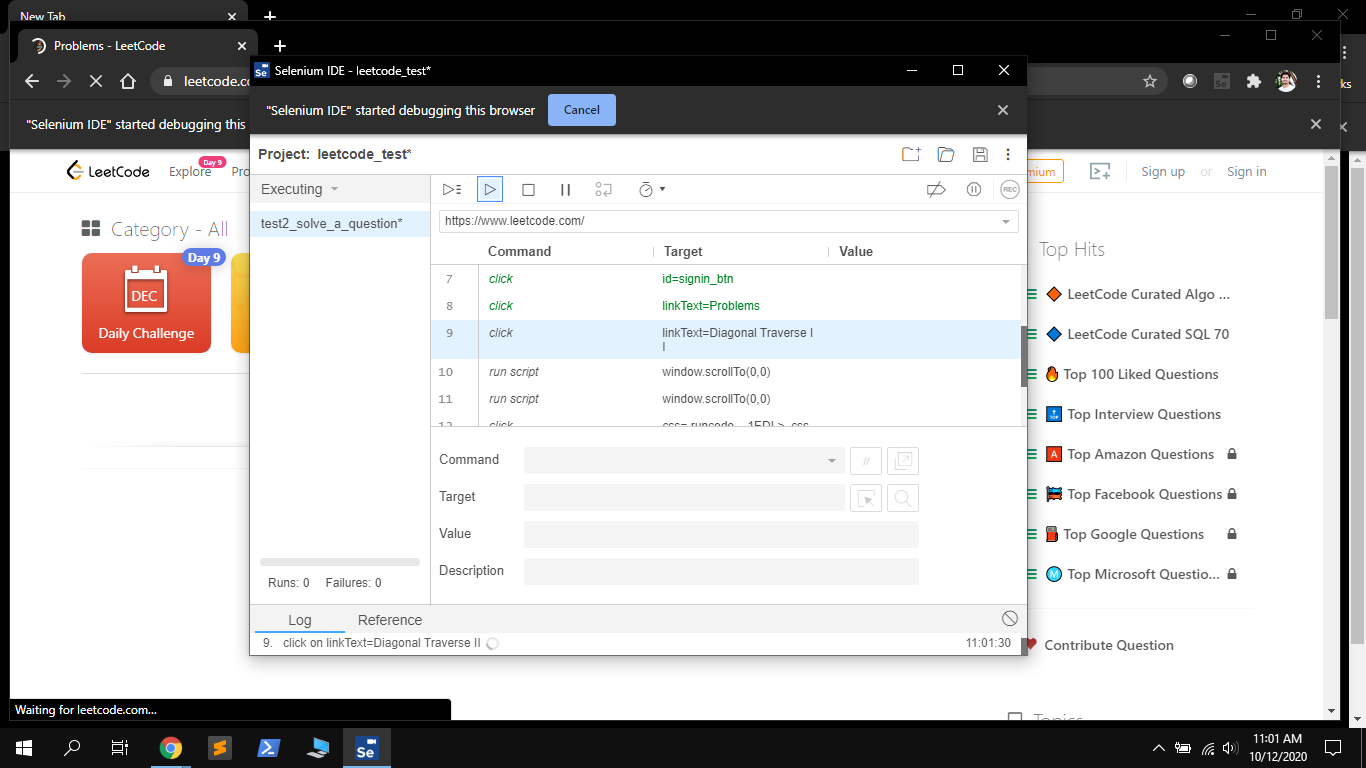 New Tab
Problems - LeetCode
leetcode.co
"Selenium IDE" started debugging this
LeetCode
Explore
Day 9
Pro
Category - All
Day 9
DEC
Daily Challenge
Selenium IDE - leetcode_test*
"Selenium IDE" started debugging this browser
Cancel
Project: leetcode_test*
Executing
test2_solve_a_question*
REC
https://www.leetcode.com/
Command Target Value
7 click id=signin_btn
8 click linkText=Problems
9 click linkText=Diagonal Traverse I
I
10 run script window.scrollTo(0,0)
11 run script window.scrollTo(0,0)
12 click
Command
//
Target
Value
Description
Runs: 0 Failures: 0
Log Reference
9. click on linkText=Diagonal Traverse II 11:01:30
Se
ks
mium
Sign up or Sign in
Top Hits
LeetCode Curated Algo ...
LeetCode Curated SQL 70
Top 100 Liked Questions
TOP
Top Interview Questions
A
Top Amazon Questions
Top Facebook Questions
Top Google Questions
M
Top Microsoft Questio...
Contribute Question
Topics
Waiting for leetcode.com...
Se
11:01 AM
10/12/2020